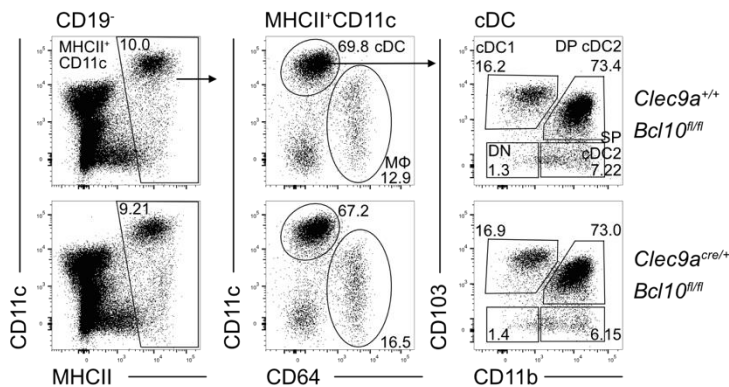 CD19-
MHCII+CD11c
cDC
MHCII+
CD11c
10.0
69.8 cDC
MΦ
12.9
cDC1
16.2
DP cDC2
73.4
DN
1.3
SP
cDC2
7.22
Clec9a+/+
Bcl10fl/fl
9.21
67.2
16.5
16.9
73.0
1.4
6.15
Clec9acre/+
Bcl10fl/fl
CD11c
MHCII
CD11c
CD64
CD103
CD11b